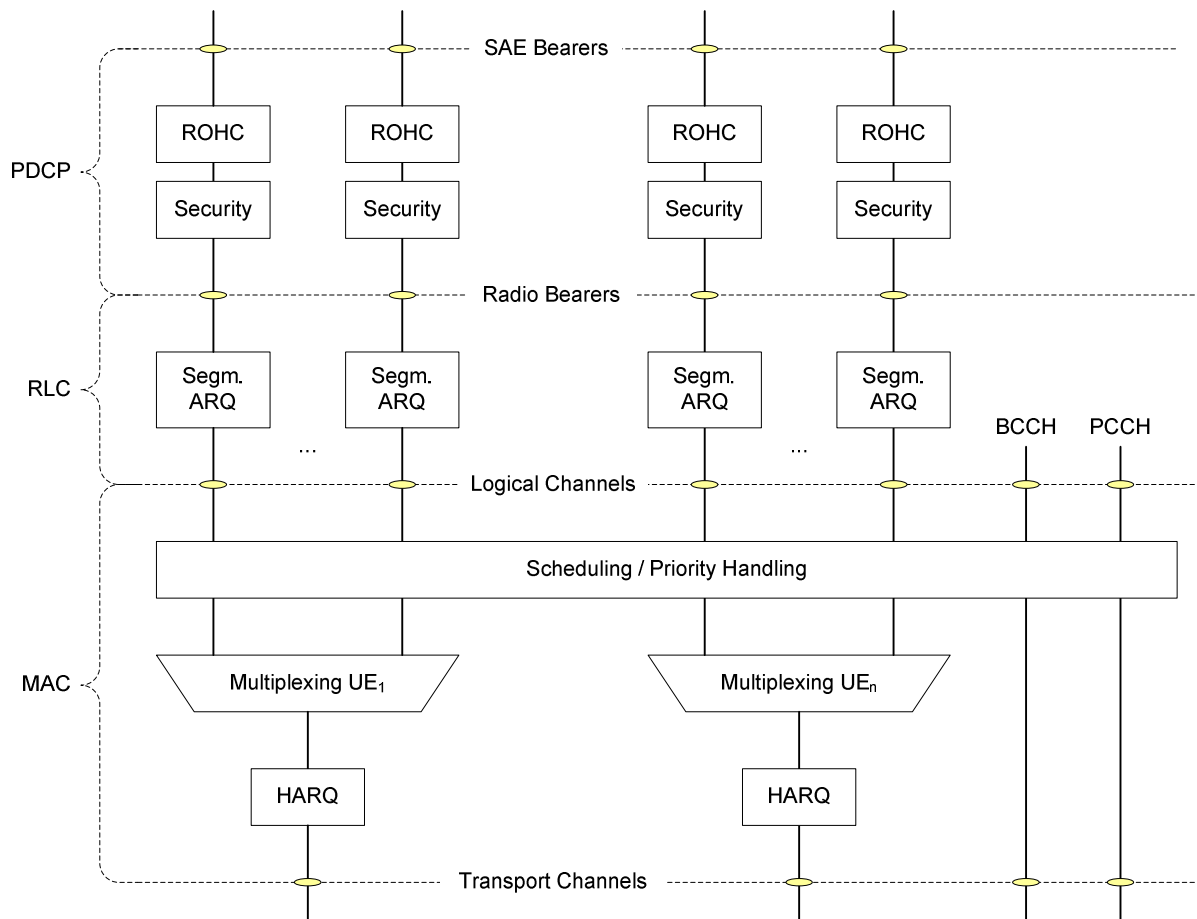 SAE Bearers
ROHC
ROHC
ROHC
ROHC
PDCP
Security
Security
Security
Security
Radio Bearers
Segm.
ARQ
Segm.
ARQ
Segm.
ARQ
Segm.
ARQ
RLC
BCCH
PCCH
...
...
Logical Channels
Scheduling / Priority Handling
MAC
Multiplexing UE1
Multiplexing UEn
HARQ
HARQ
Transport Channels